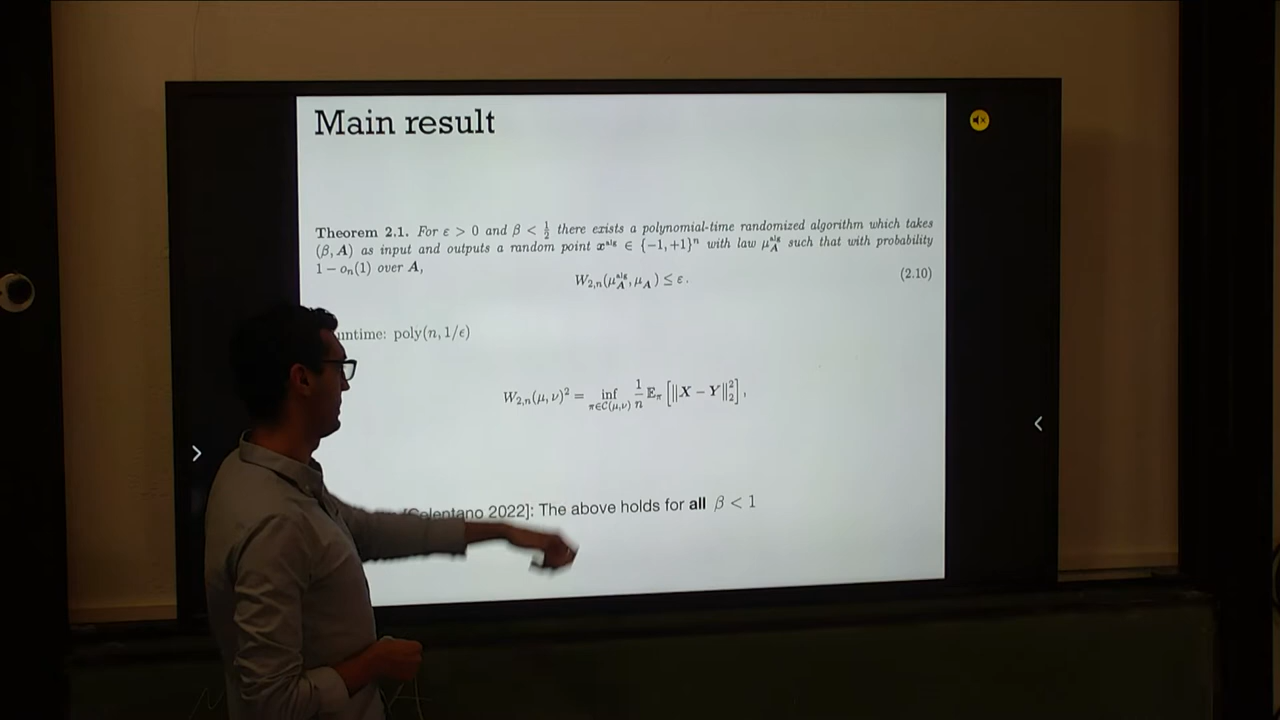 Main result
Theorem 2.1. For ε > 0 and β < 1/2 there exists a polynomial-time randomized algorithm which takes
(β, A) as input and outputs a random point x^alg ∈ {−1, +1}^n with law μ_A^alg such that with probability
1 − o_n(1) over A,
W_{2,n}(μ_A^alg, μ_A) ≤ ε. (2.10)
untime: poly(n, 1/ϵ)
W_{2,n}(μ, ν)^2 = inf_{π∈C(μ,ν)} 1/n E_π [‖X − Y‖_2^2],
[Celentano 2022]: The above holds for all β < 1